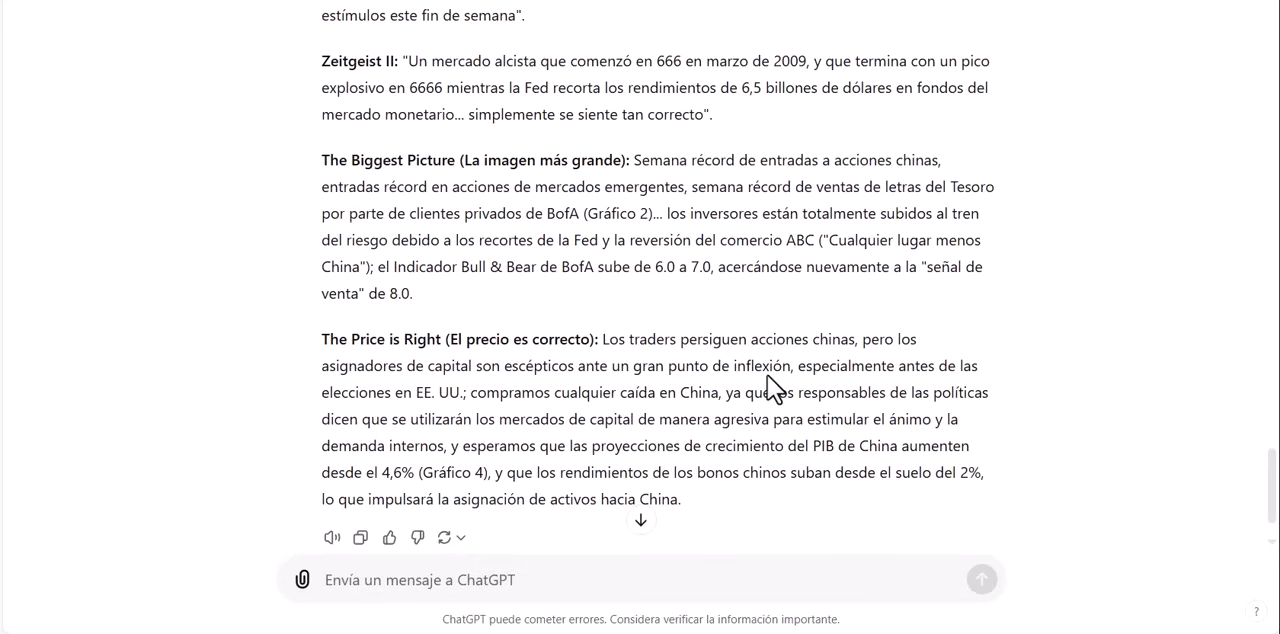 estímulos este fin de semana".
Zeitgeist II: "Un mercado alcista que comenzó en 666 en marzo de 2009, y que termina con un pico
explosivo en 6666 mientras la Fed recorta los rendimientos de 6,5 billones de dólares en fondos del
mercado monetario... simplemente se siente tan correcto".
The Biggest Picture (La imagen más grande): Semana récord de entradas a acciones chinas,
entradas récord en acciones de mercados emergentes, semana récord de ventas de letras del Tesoro
por parte de clientes privados de BofA (Gráfico 2)... los inversores están totalmente subidos al tren
del riesgo debido a los recortes de la Fed y la reversión del comercio ABC ("Cualquier lugar menos
China"); el Indicador Bull & Bear de BofA sube de 6.0 a 7.0, acercándose nuevamente a la "señal de
venta" de 8.0.
The Price is Right (El precio es correcto): Los traders persiguen acciones chinas, pero los
asignadores de capital son escépticos ante un gran punto de inflexión, especialmente antes de las
elecciones en EE. UU.; compramos cualquier caída en China, ya responsables de las políticas
dicen que se utilizarán los mercados de capital de manera agresiva para estimular el ánimo y la
demanda internos, y esperamos que las proyecciones de crecimiento del PIB de China aumenten
desde el 4,6% (Gráfico 4), y que los rendimientos de los bonos chinos suban desde el suelo del 2%,
lo que impulsará la asignación de activos hacia China.
Envía un mensaje a ChatGPT
ChatGPT puede cometer errores. Considera verificar la información importante.
?